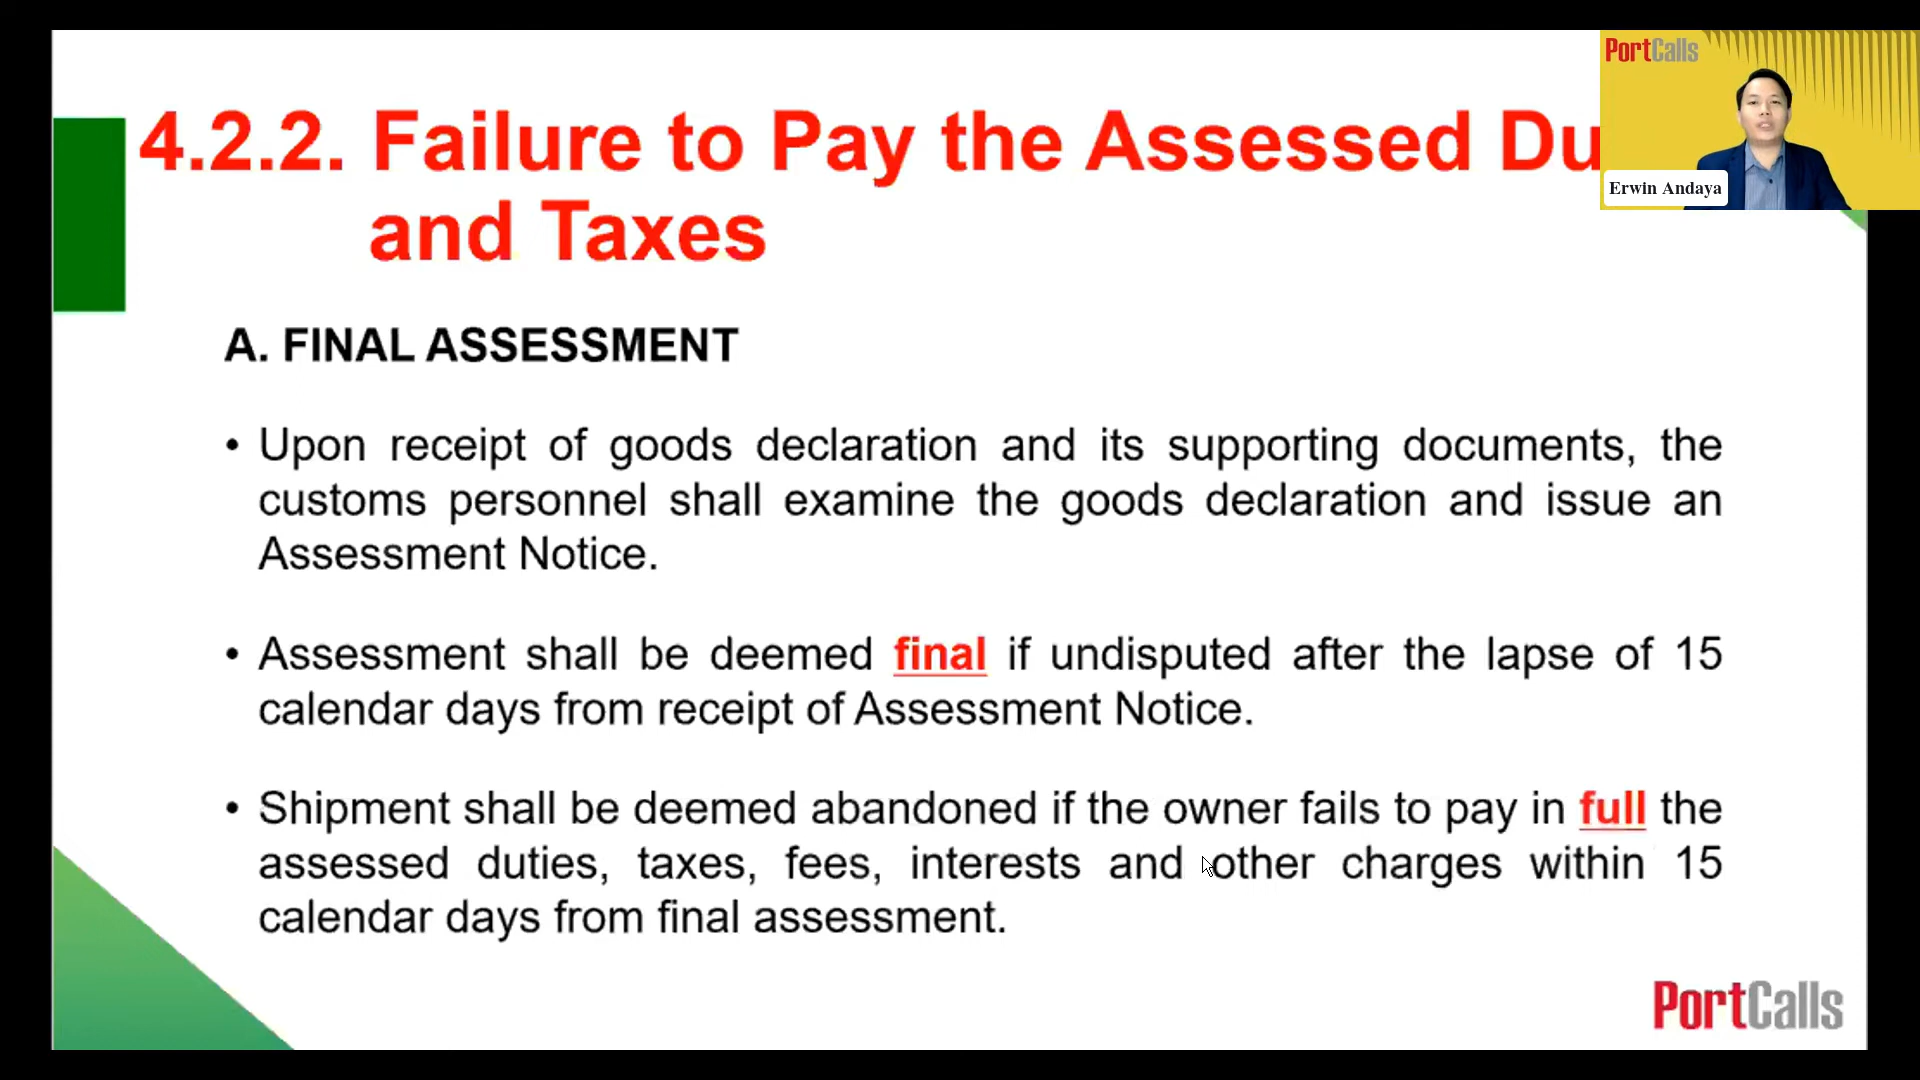 PortCalls
Erwin Andaya
4.2.2. Failure to Pay the Assessed Du
and Taxes
A. FINAL ASSESSMENT
• Upon receipt of goods declaration and its supporting documents, the
customs personnel shall examine the goods declaration and issue an
Assessment Notice.
• Assessment shall be deemed final if undisputed after the lapse of 15
calendar days from receipt of Assessment Notice.
• Shipment shall be deemed abandoned if the owner fails to pay in full the
assessed duties, taxes, fees, interests and other charges within 15
calendar days from final assessment.
PortCalls